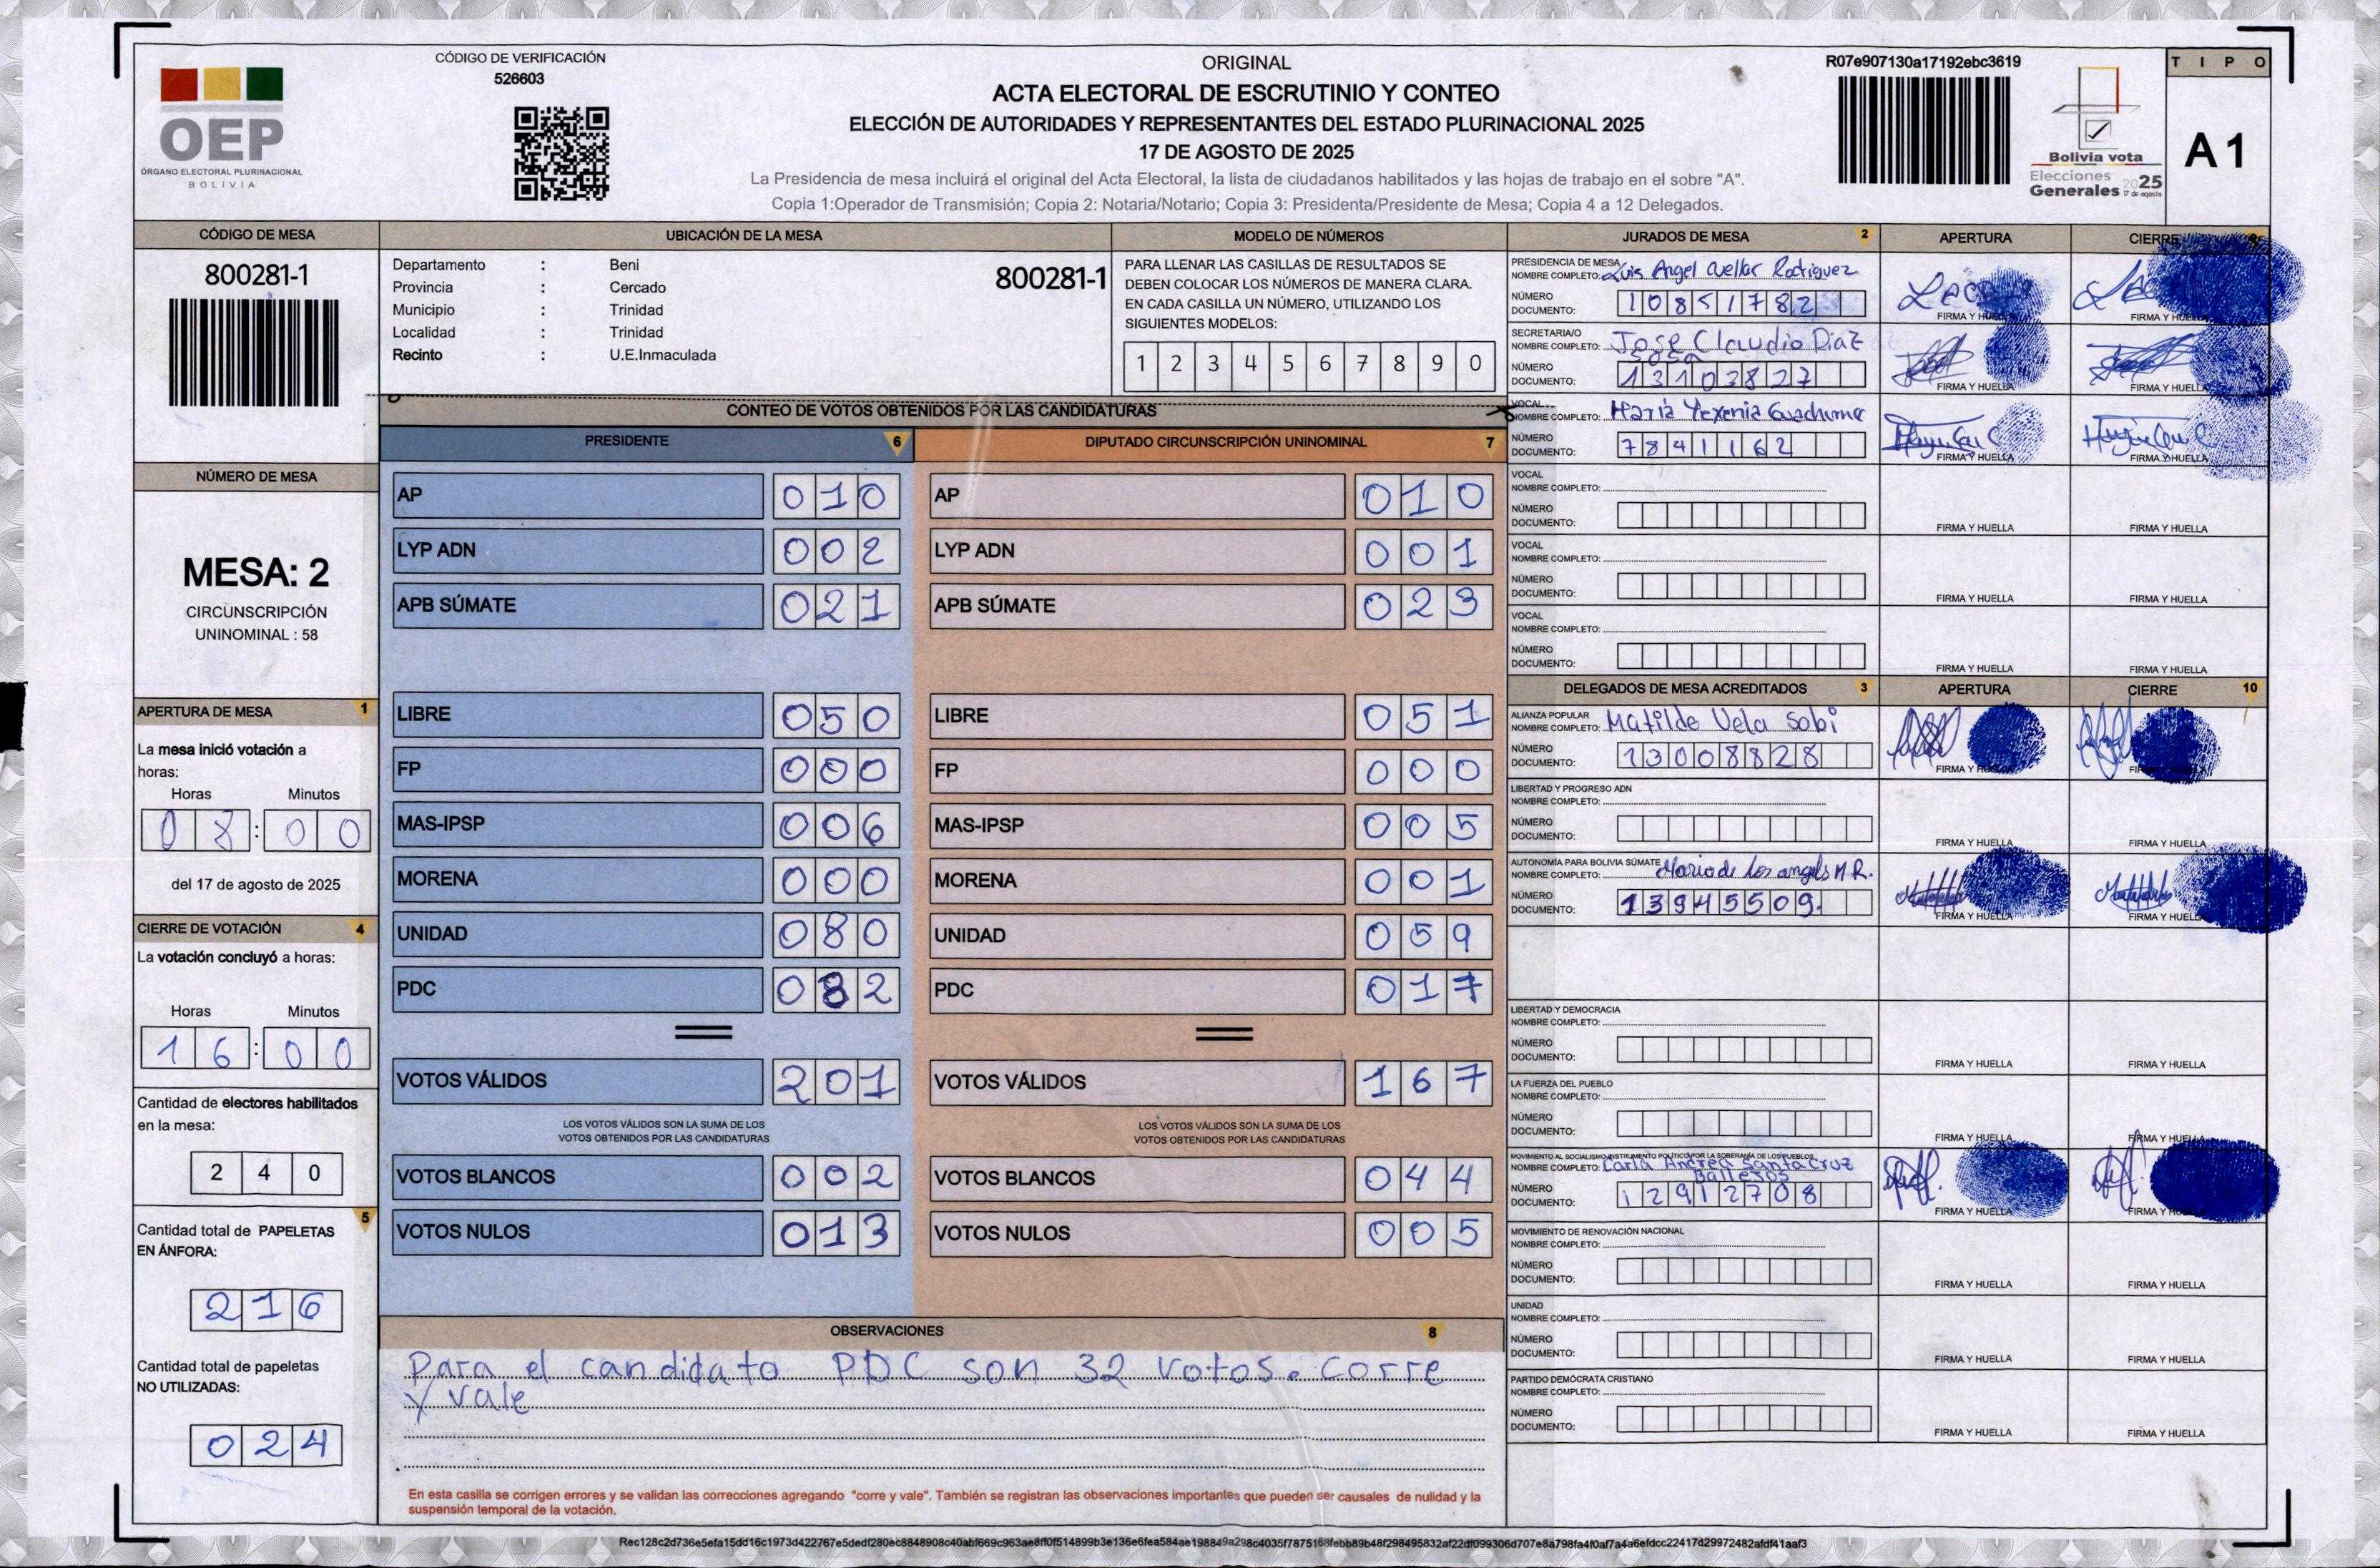 CÓDIGO DE VERIFICACIÓN
526603
OEP
ÓRGANO ELECTORAL PLURINACIONAL
BOLIVIA
ORIGINAL
ACTA ELECTORAL DE ESCRUTINIO Y CONTEO
ELECCIÓN DE AUTORIDADES Y REPRESENTANTES DEL ESTADO PLURINACIONAL 2025
17 DE AGOSTO DE 2025
La Presidencia de mesa incluirá el original del Acta Electoral, la lista de ciudadanos habilitados y las hojas de trabajo en el sobre "A".
Copia 1:Operador de Transmisión; Copia 2: Notaria/Notario; Copia 3: Presidenta/Presidente de Mesa; Copia 4 a 12 Delegados.
R07e907130a17192ebc3619
Bolivia vota
Elecciones
Generales 2025
17 de agosto
TIPO
A 1
CÓDIGO DE MESA
800281-1
UBICACIÓN DE LA MESA
Departamento : Beni
Provincia : Cercado
Municipio : Trinidad
Localidad : Trinidad
Recinto : U.E.Inmaculada
800281-1
MODELO DE NÚMEROS
PARA LLENAR LAS CASILLAS DE RESULTADOS SE
DEBEN COLOCAR LOS NÚMEROS DE MANERA CLARA.
EN CADA CASILLA UN NÚMERO, UTILIZANDO LOS
SIGUIENTES MODELOS:
1 2 3 4 5 6 7 8 9 0
NÚMERO DE MESA
MESA: 2
CIRCUNSCRIPCIÓN
UNINOMINAL : 58
APERTURA DE MESA 1
La mesa inició votación a
horas:
Horas Minutos
08:00
del 17 de agosto de 2025
CIERRE DE VOTACIÓN 4
La votación concluyó a horas:
Horas Minutos
16:00
Cantidad de electores habilitados
en la mesa:
240
5
Cantidad total de PAPELETAS
EN ÁNFORA:
216
Cantidad total de papeletas
NO UTILIZADAS:
024
CONTEO DE VOTOS OBTENIDOS POR LAS CANDIDATURAS
PRESIDENTE 6
AP 010
LYP ADN 002
APB SÚMATE 021
LIBRE 050
FP 000
MAS-IPSP 006
MORENA 000
UNIDAD 080
PDC 082
VOTOS VÁLIDOS 201
LOS VOTOS VÁLIDOS SON LA SUMA DE LOS
VOTOS OBTENIDOS POR LAS CANDIDATURAS
VOTOS BLANCOS 002
VOTOS NULOS 013
DIPUTADO CIRCUNSCRIPCIÓN UNINOMINAL 7
AP 010
LYP ADN 001
APB SÚMATE 023
LIBRE 051
FP 000
MAS-IPSP 005
MORENA 001
UNIDAD 059
PDC 017
VOTOS VÁLIDOS 167
LOS VOTOS VÁLIDOS SON LA SUMA DE LOS
VOTOS OBTENIDOS POR LAS CANDIDATURAS
VOTOS BLANCOS 044
VOTOS NULOS 005
OBSERVACIONES 8
Para el candidato PDC son 32 votos. Corre
y vale
En esta casilla se corrigen errores y se validan las correcciones agregando "corre y vale". También se registran las observaciones importantes que pueden ser causales de nulidad y la
suspensión temporal de la votación.
JURADOS DE MESA 2 APERTURA CIERRE
PRESIDENCIA DE MESA
NOMBRE COMPLETO: Luis Angel Cuellar Rodriguez
NÚMERO
DOCUMENTO: 10851782
FIRMA Y HUELLA FIRMA Y HUELLA
SECRETARIA/O
NOMBRE COMPLETO: Jose Claudio Diaz
Sosa
NÚMERO
DOCUMENTO: 13103827
FIRMA Y HUELLA FIRMA Y HUELLA
VOCAL
NOMBRE COMPLETO: Maria Yexenia Guachuma
NÚMERO
DOCUMENTO: 7841162
FIRMA Y HUELLA FIRMA Y HUELLA
VOCAL
NOMBRE COMPLETO:
NÚMERO
DOCUMENTO:
FIRMA Y HUELLA FIRMA Y HUELLA
VOCAL
NOMBRE COMPLETO:
NÚMERO
DOCUMENTO:
FIRMA Y HUELLA FIRMA Y HUELLA
VOCAL
NOMBRE COMPLETO:
NÚMERO
DOCUMENTO:
FIRMA Y HUELLA FIRMA Y HUELLA
DELEGADOS DE MESA ACREDITADOS 3 APERTURA CIERRE 10
ALIANZA POPULAR
NOMBRE COMPLETO: Matilde Vela Sobi
NÚMERO
DOCUMENTO: 13008828
FIRMA Y HUELLA FIRMA Y HUELLA
LIBERTAD Y PROGRESO ADN
NOMBRE COMPLETO:
NÚMERO
DOCUMENTO:
FIRMA Y HUELLA FIRMA Y HUELLA
AUTONOMÍA PARA BOLIVIA SÚMATE
NOMBRE COMPLETO: Maria de los angels M.R.
NÚMERO
DOCUMENTO: 13945509.
FIRMA Y HUELLA FIRMA Y HUELLA
LIBERTAD Y DEMOCRACIA
NOMBRE COMPLETO:
NÚMERO
DOCUMENTO:
FIRMA Y HUELLA FIRMA Y HUELLA
LA FUERZA DEL PUEBLO
NOMBRE COMPLETO:
NÚMERO
DOCUMENTO:
FIRMA Y HUELLA FIRMA Y HUELLA
MOVIMIENTO AL SOCIALISMO-INSTRUMENTO POLÍTICO POR LA SOBERANÍA DE LOS PUEBLOS
NOMBRE COMPLETO: Carla Andrea Santa Cruz
Balleros
NÚMERO
DOCUMENTO: 12912708
FIRMA Y HUELLA FIRMA Y HUELLA
MOVIMIENTO DE RENOVACIÓN NACIONAL
NOMBRE COMPLETO:
NÚMERO
DOCUMENTO:
FIRMA Y HUELLA FIRMA Y HUELLA
UNIDAD
NOMBRE COMPLETO:
NÚMERO
DOCUMENTO:
FIRMA Y HUELLA FIRMA Y HUELLA
PARTIDO DEMÓCRATA CRISTIANO
NOMBRE COMPLETO:
NÚMERO
DOCUMENTO:
FIRMA Y HUELLA FIRMA Y HUELLA